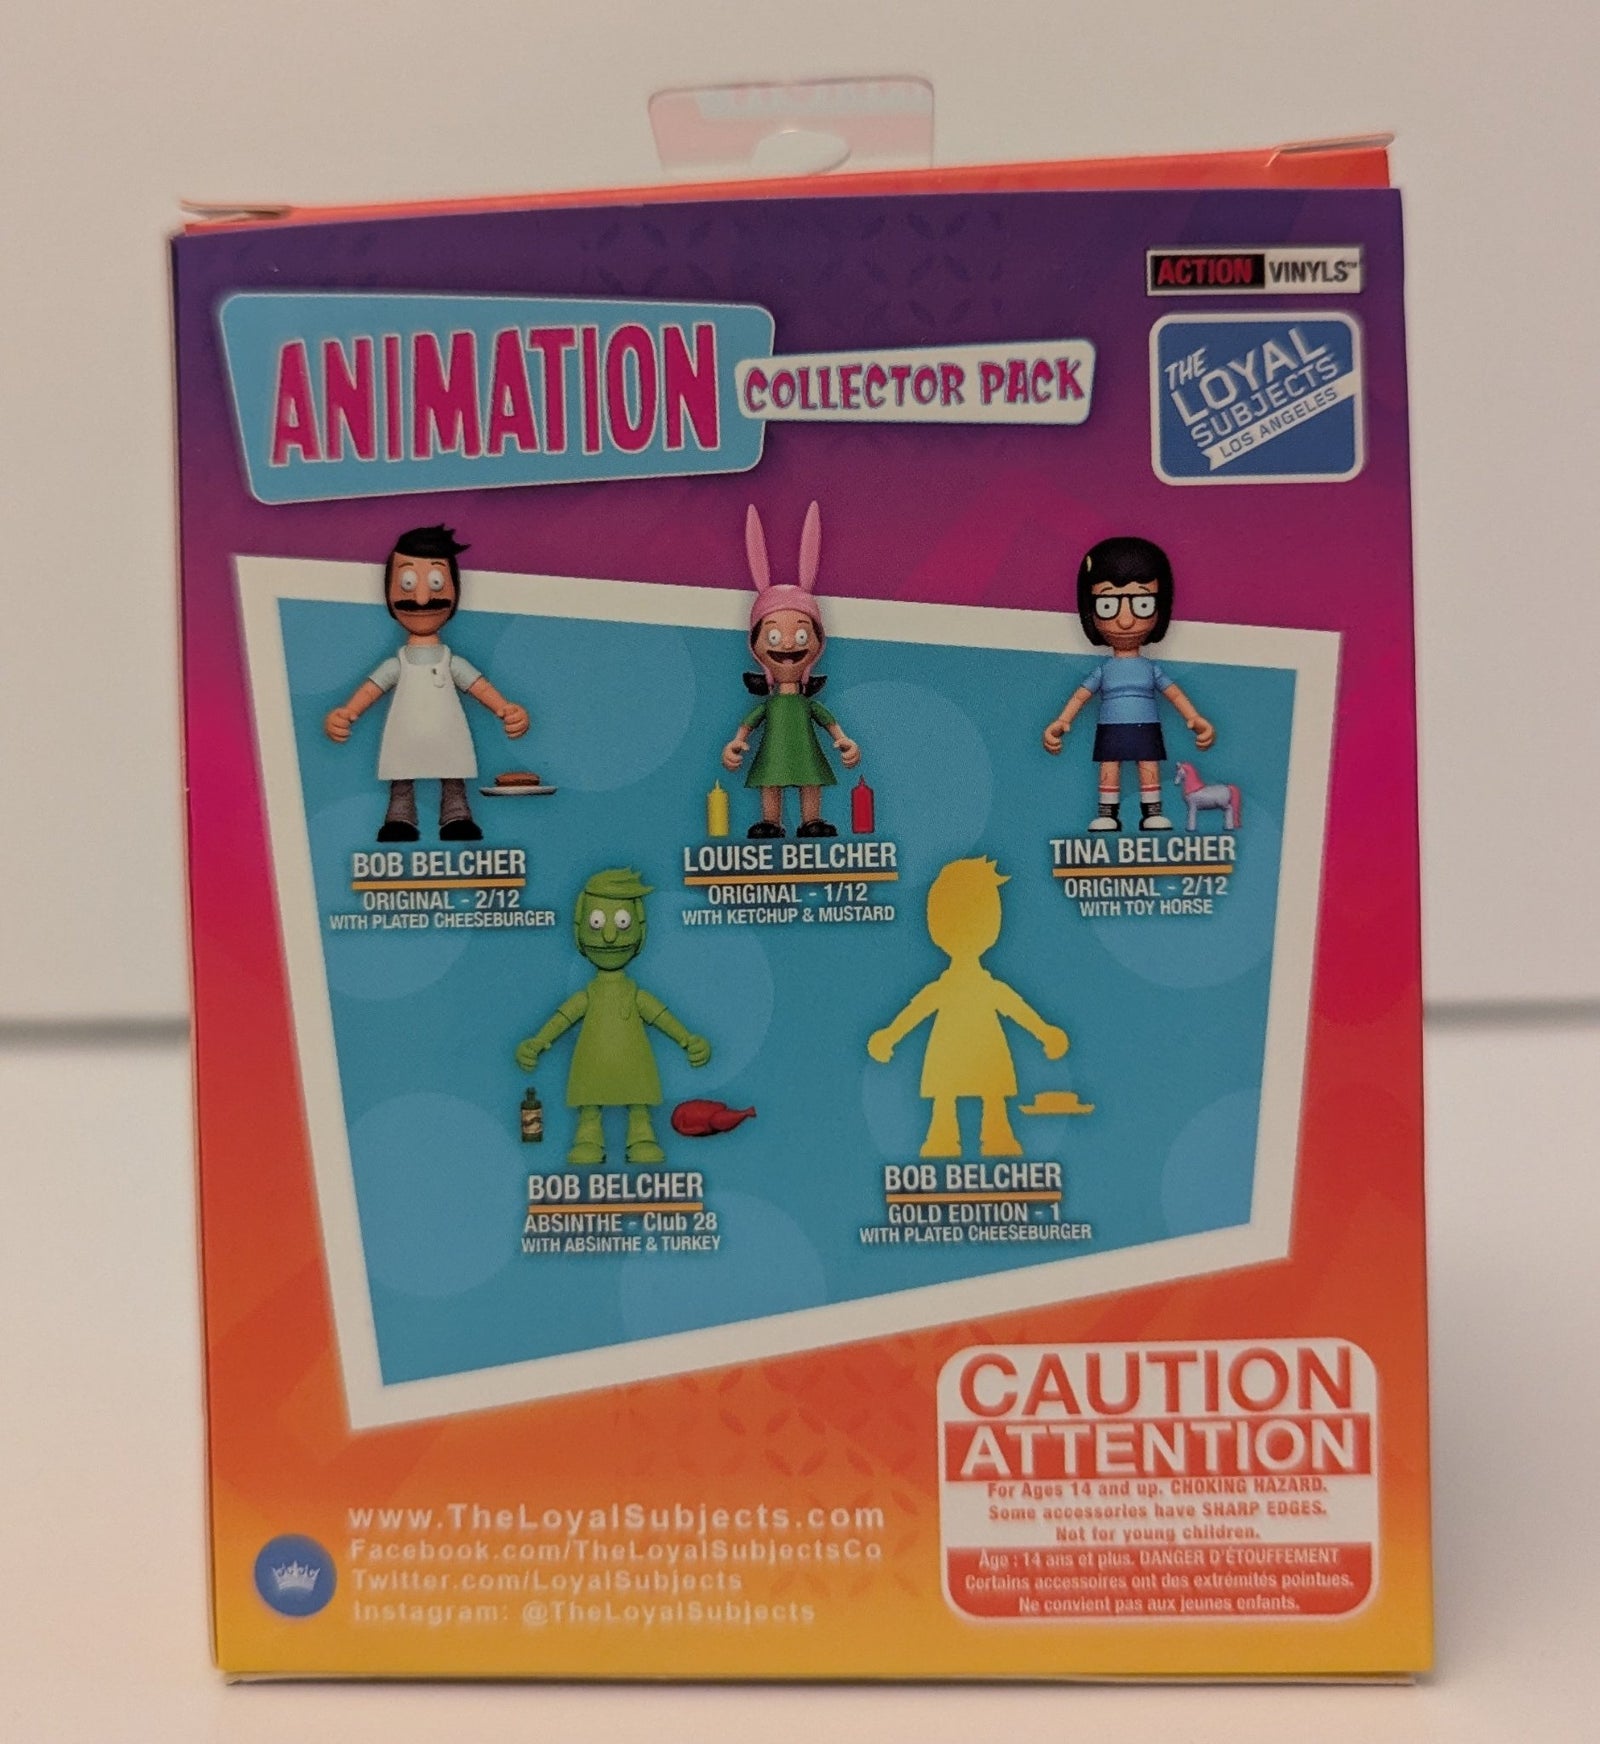 ACTION VINYLS™
ANIMATION
COLLECTOR PACK
THE
LOYAL
SUBJECTS
LOS ANGELES
BOB BELCHER
ORIGINAL - 2/12
WITH PLATED CHEESEBURGER
LOUISE BELCHER
ORIGINAL - 1/12
WITH KETCHUP & MUSTARD
TINA BELCHER
ORIGINAL - 2/12
WITH TOY HORSE
BOB BELCHER
ABSINTHE - Club 28
WITH ABSINTHE & TURKEY
BOB BELCHER
GOLD EDITION - 1
WITH PLATED CHEESEBURGER
www.TheLoyalSubjects.com
Facebook.com/TheLoyalSubjectsCo
Twitter.com/LoyalSubjects
Instagram: @TheLoyalSubjects
CAUTION
ATTENTION
For Ages 14 and up. CHOKING HAZARD.
Some accessories have SHARP EDGES.
Not for young children.
Âge : 14 ans et plus. DANGER D'ÉTOUFFEMENT
Certains accessoires ont des extrémités pointues.
Ne convient pas aux jeunes enfants.